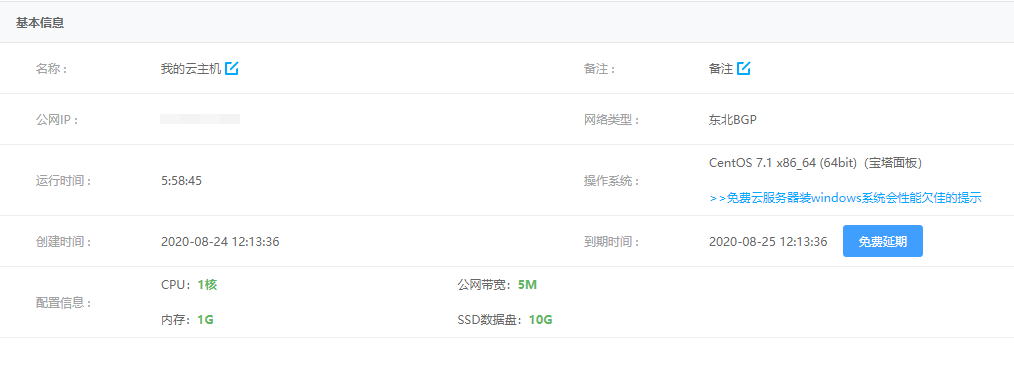 基本信息
名称： 我的云主机 备注： 备注
公网IP： 网络类型： 东北BGP
运行时间： 5:58:45 操作系统： CentOS 7.1 x86_64 (64bit)（宝塔面板）
>>免费云服务器装windows系统会性能欠佳的提示
创建时间： 2020-08-24 12:13:36 到期时间： 2020-08-25 12:13:36 免费延期
配置信息： CPU：1核 公网带宽：5M
内存：1G SSD数据盘：10G